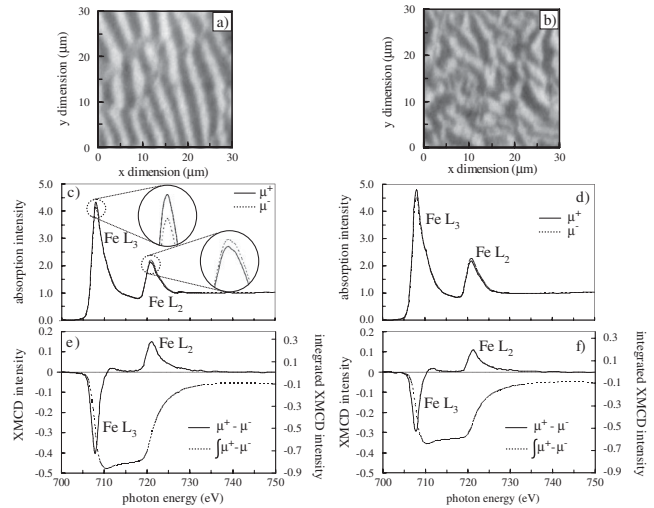 a)
y dimension (μm)
30
20
10
0
0 10 20 30
x dimension (μm)
b)
y dimension (μm)
30
20
10
0
0 10 20 30
x dimension (μm)
c)
absorption intensity
5.0
4.0
3.0
2.0
1.0
0.0
μ+
μ-
Fe L3
Fe L2
d)
absorption intensity
5.0
4.0
3.0
2.0
1.0
0.0
μ+
μ-
Fe L3
Fe L2
e)
XMCD intensity
0.2
0.1
0
-0.1
-0.2
-0.3
-0.4
-0.5
Fe L2
Fe L3
μ+ - μ-
∫μ+-μ-
0.3
0.1
-0.1
-0.3
-0.5
-0.7
-0.9
integrated XMCD intensity
700 710 720 730 740 750
photon energy (eV)
f)
XMCD intensity
0.2
0.1
0
-0.1
-0.2
-0.3
-0.4
-0.5
Fe L2
Fe L3
μ+ - μ-
∫μ+-μ-
0.3
0.1
-0.1
-0.3
-0.5
-0.7
-0.9
integrated XMCD intensity
700 710 720 730 740 750
photon energy (eV)